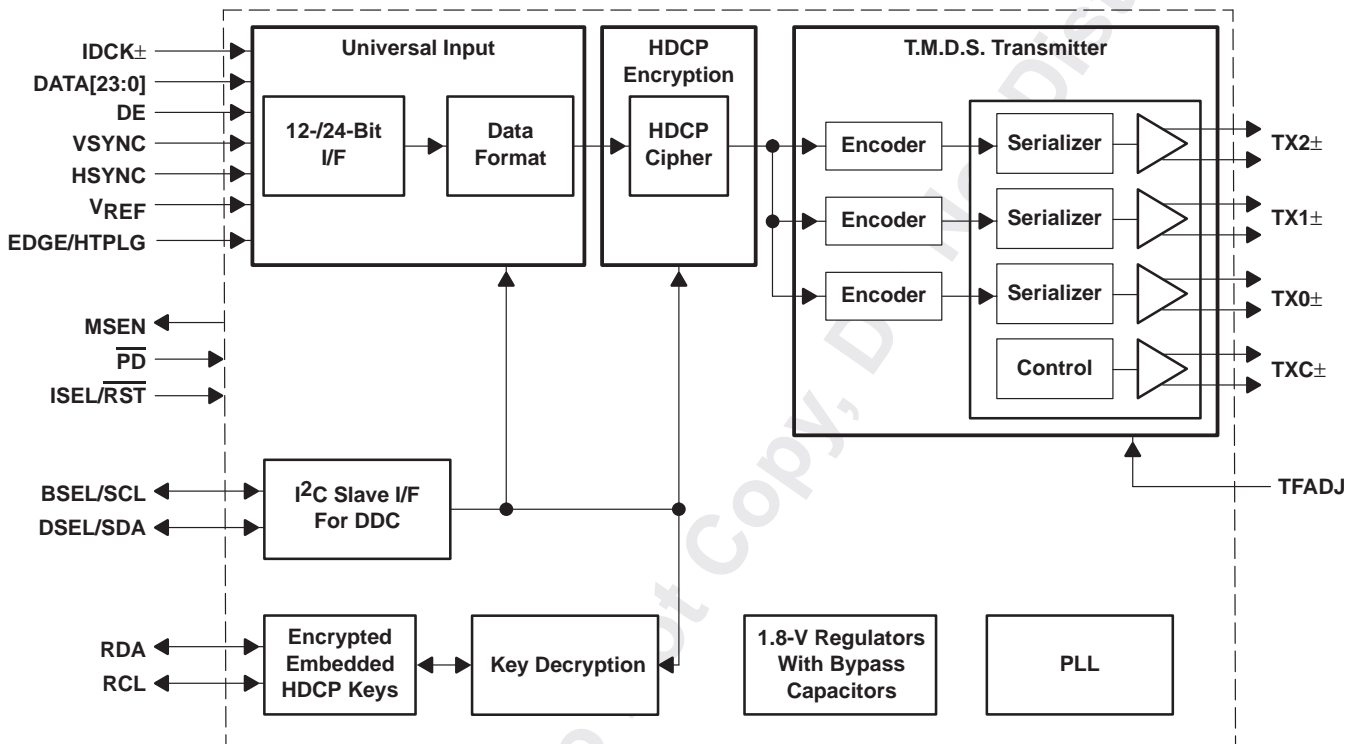 IDCK±
DATA[23:0]
DE
VSYNC
HSYNC
VREF
EDGE/HTPLG
MSEN
PD
ISEL/RST
BSEL/SCL
DSEL/SDA
RDA
RCL
Universal Input
12-/24-Bit
I/F
Data
Format
HDCP
Encryption
HDCP
Cipher
T.M.D.S. Transmitter
Encoder
Serializer
Encoder
Serializer
Encoder
Serializer
Control
TX2±
TX1±
TX0±
TXC±
TFADJ
I2C Slave I/F
For DDC
Encrypted
Embedded
HDCP Keys
Key Decryption
1.8-V Regulators
With Bypass
Capacitors
PLL
Copy, D